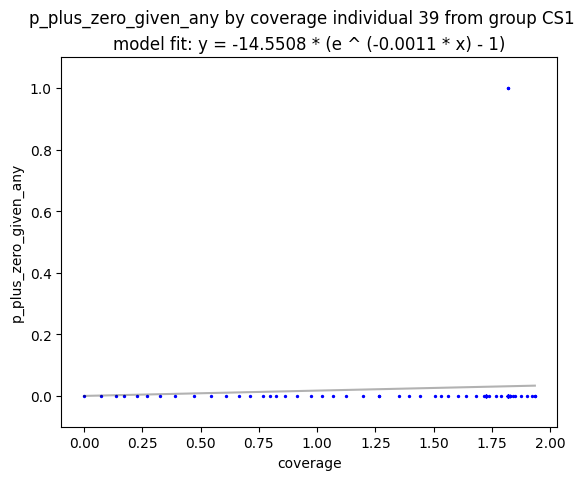 p_plus_zero_given_any by coverage individual 39 from group CS1
model fit: y = -14.5508 * (e ^ (-0.0011 * x) - 1)
1.0
0.8
0.6
0.4
0.2
0.0
p_plus_zero_given_any
0.00 0.25 0.50 0.75 1.00 1.25 1.50 1.75 2.00
coverage